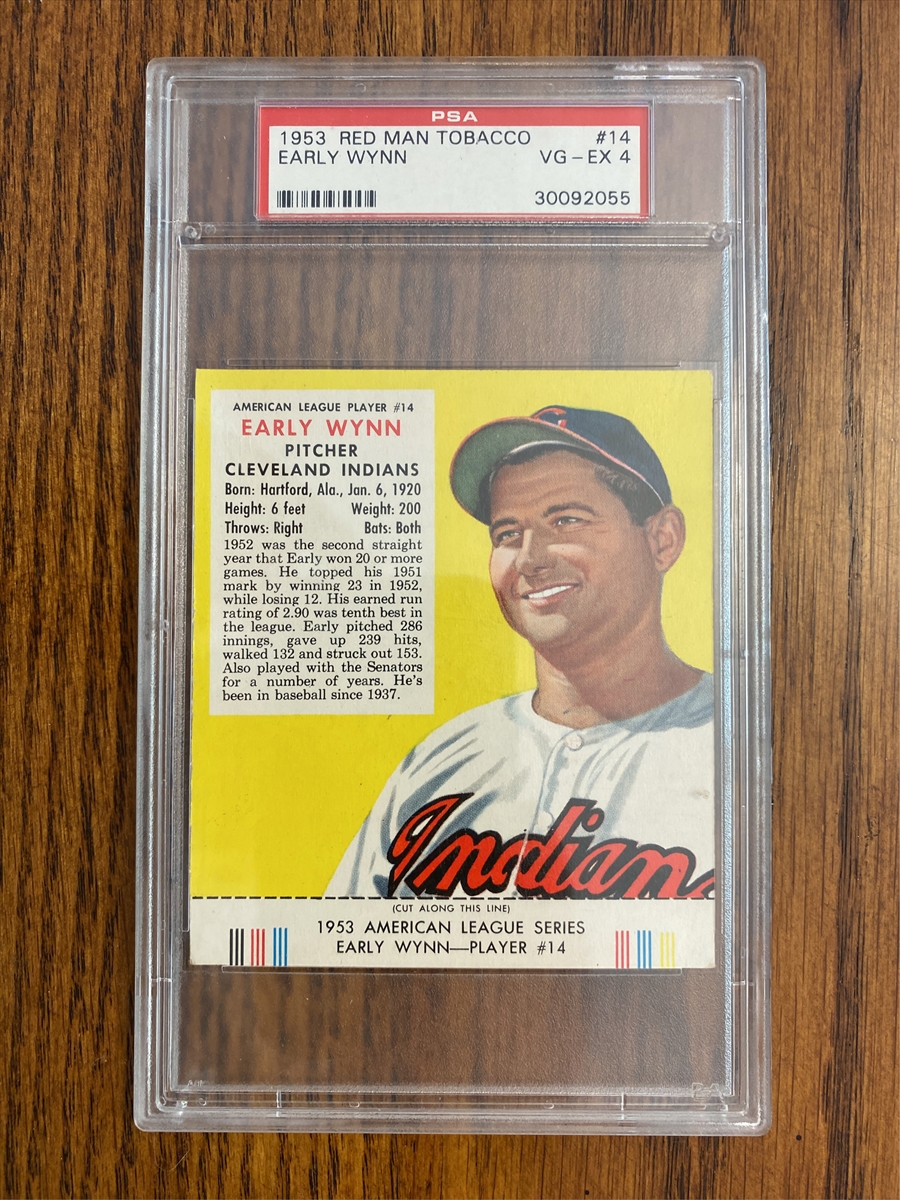 PSA
1953 RED MAN TOBACCO #14
EARLY WYNN VG-EX 4
30092055
AMERICAN LEAGUE PLAYER #14
EARLY WYNN
PITCHER
CLEVELAND INDIANS
Born: Hartford, Ala., Jan. 6, 1920
Height: 6 feet Weight: 200
Throws: Right Bats: Both
1952 was the second straight
year that Early won 20 or more
games. He topped his 1951
mark by winning 23 in 1952,
while losing 12. His earned run
rating of 2.90 was tenth best in
the league. Early pitched 286
innings, gave up 239 hits,
walked 132 and struck out 153.
Also played with the Senators
for a number of years. He's
been in baseball since 1937.
Indians
(CUT ALONG THIS LINE)
1953 AMERICAN LEAGUE SERIES
EARLY WYNN—PLAYER #14